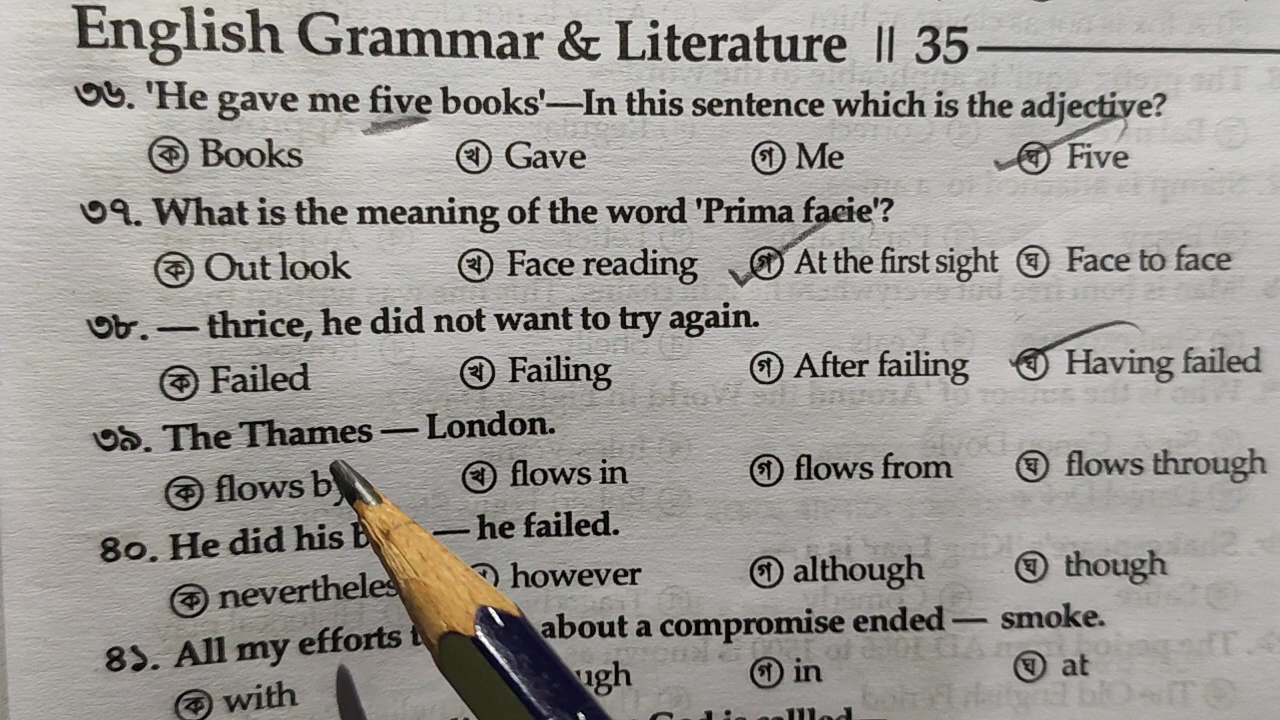 English Grammar & Literature || 35
৩৬. 'He gave me five books'—In this sentence which is the adjective?
ক Books খ Gave গ Me ঘ Five
৩৭. What is the meaning of the word 'Prima facie'?
ক Out look খ Face reading গ At the first sight ঘ Face to face
৩৮. — thrice, he did not want to try again.
ক Failed খ Failing গ After failing ঘ Having failed
৩৯. The Thames — London.
ক flows by খ flows in গ flows from ঘ flows through
৪০. He did his — he failed.
ক খ however গ although ঘ though
৪১. All my efforts about a compromise ended — smoke.
ক with গ in ঘ at